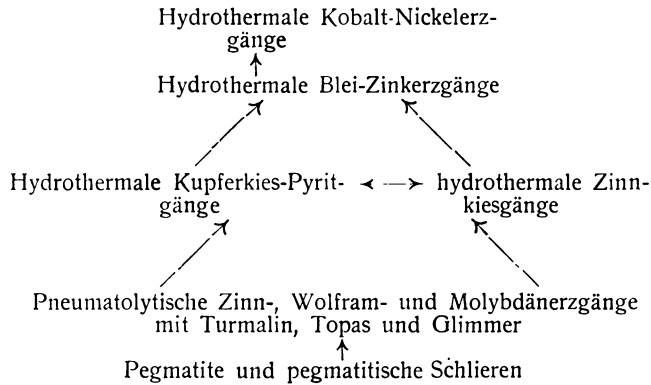 Hydrothermale Kobalt-Nickelerz-
gänge
Hydrothermale Blei-Zinkerzgänge
Hydrothermale Kupferkies-Pyrit-
gänge
hydrothermale Zinn-
kiesgänge
Pneumatolytische Zinn-, Wolfram- und Molybdänerzgänge
mit Turmalin, Topas und Glimmer
Pegmatite und pegmatitische Schlieren